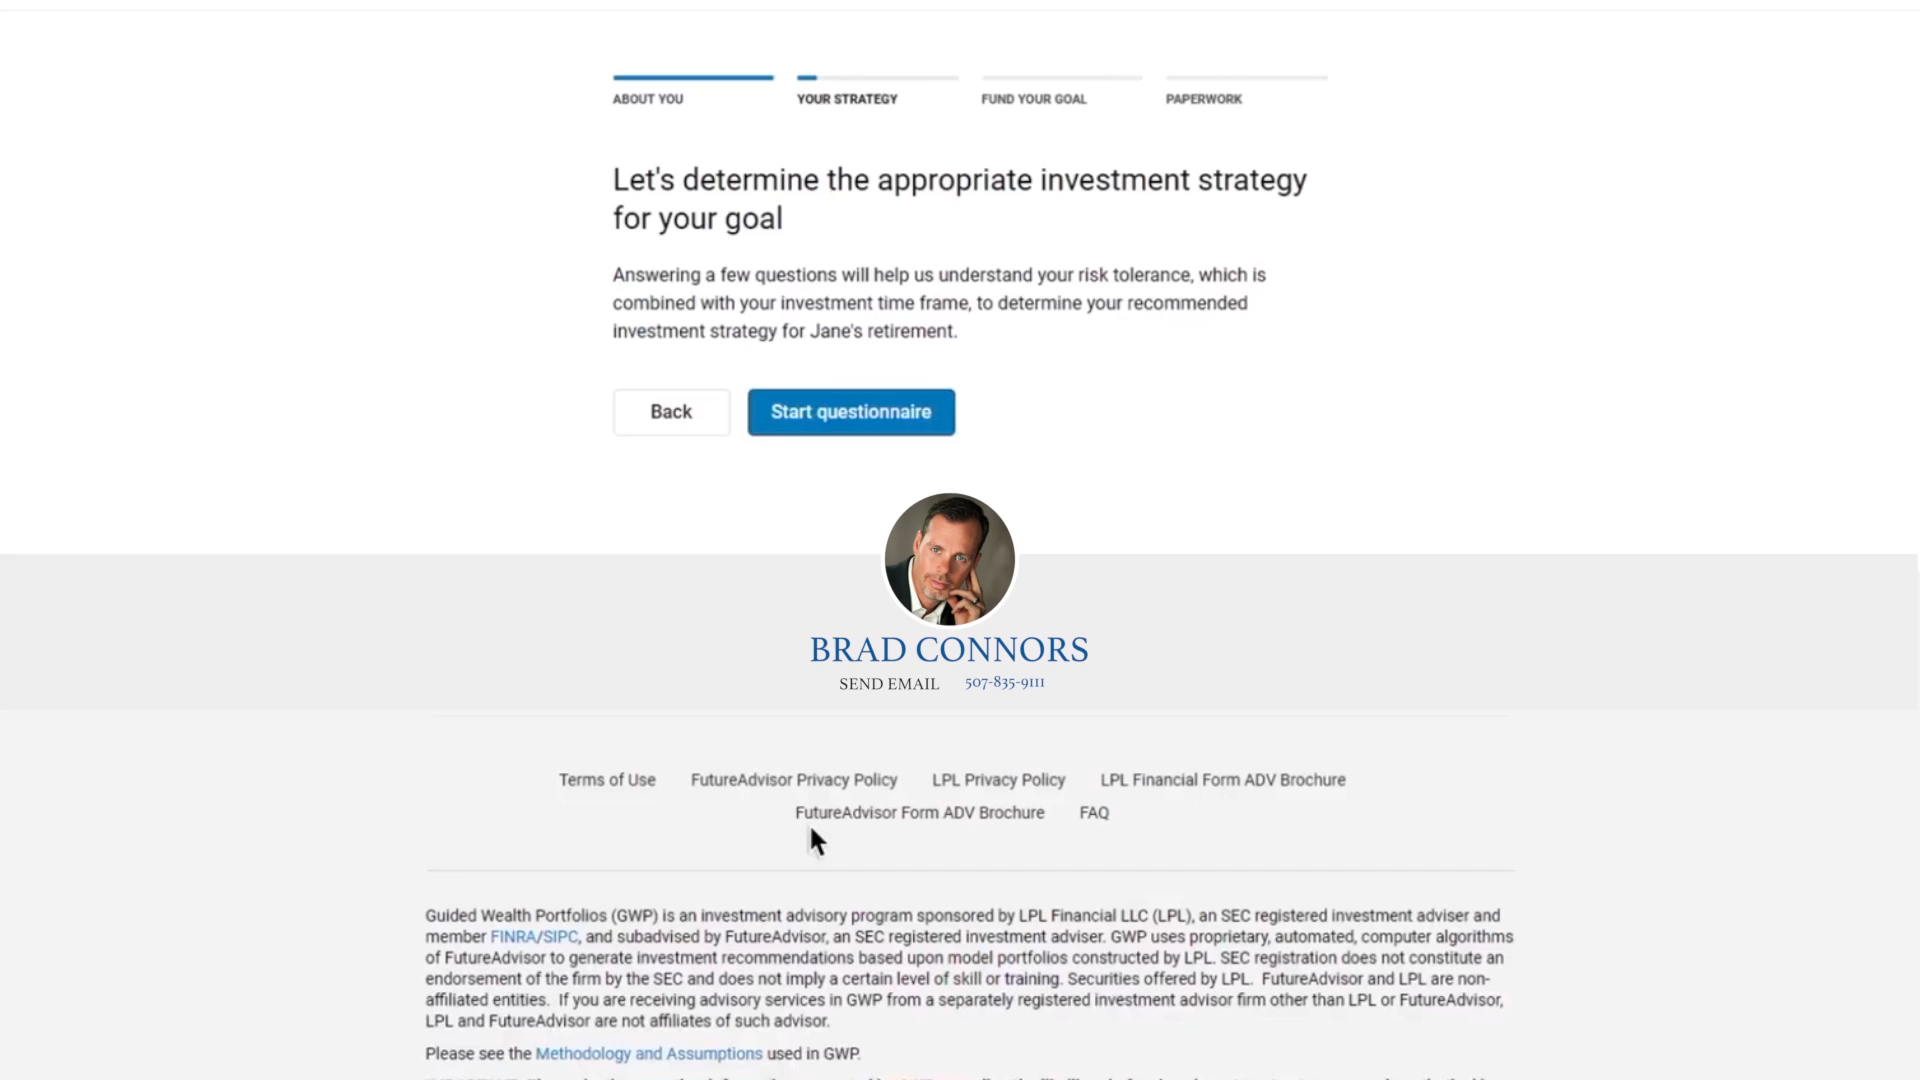 ABOUT YOU YOUR STRATEGY FUND YOUR GOAL PAPERWORK
Let's determine the appropriate investment strategy
for your goal
Answering a few questions will help us understand your risk tolerance, which is
combined with your investment time frame, to determine your recommended
investment strategy for Jane's retirement.
Back Start questionnaire
BRAD CONNORS
SEND EMAIL 507-835-9111
Terms of Use FutureAdvisor Privacy Policy LPL Privacy Policy LPL Financial Form ADV Brochure
FutureAdvisor Form ADV Brochure FAQ
Guided Wealth Portfolios (GWP) is an investment advisory program sponsored by LPL Financial LLC (LPL), an SEC registered investment adviser and
member FINRA/SIPC, and subadvised by FutureAdvisor, an SEC registered investment adviser. GWP uses proprietary, automated, computer algorithms
of FutureAdvisor to generate investment recommendations based upon model portfolios constructed by LPL. SEC registration does not constitute an
endorsement of the firm by the SEC and does not imply a certain level of skill or training. Securities offered by LPL. FutureAdvisor and LPL are non-
affiliated entities. If you are receiving advisory services in GWP from a separately registered investment advisor firm other than LPL or FutureAdvisor,
LPL and FutureAdvisor are not affiliates of such advisor.
Please see the Methodology and Assumptions used in GWP.